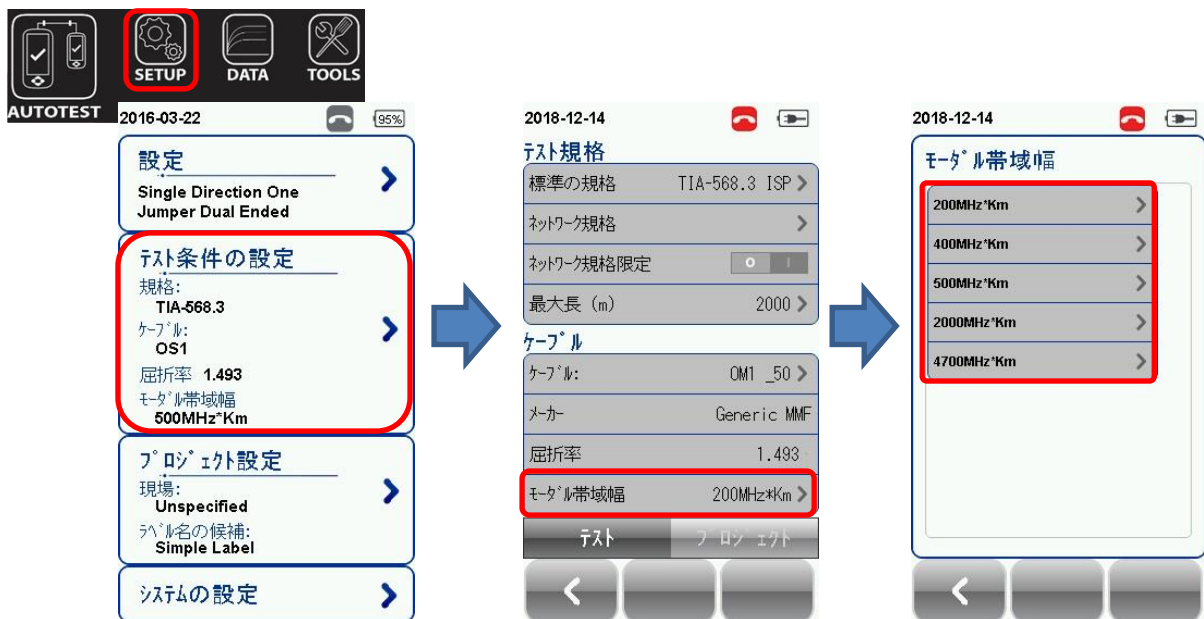 SETUP
DATA
TOOLS
AUTOTEST
2016-03-22
95%
設定
Single Direction One
Jumper Dual Ended
ﾃｽﾄ条件の設定
規格:
TIA-568.3
ｹｰﾌﾞﾙ:
OS1
屈折率 1.493
ﾓｰﾀﾞﾙ帯域幅
500MHz*Km
ﾌﾟﾛｼﾞｪｸﾄ設定
現場:
Unspecified
ﾗﾍﾞﾙ名の候補:
Simple Label
ｼｽﾃﾑの設定
2018-12-14
ﾃｽﾄ規格
標準の規格 TIA-568.3 ISP
ﾈｯﾄﾜｰｸ規格
ﾈｯﾄﾜｰｸ規格限定 O I
最大長 (m) 2000
ｹｰﾌﾞﾙ
ｹｰﾌﾞﾙ: OM1 _50
ﾒｰｶｰ Generic MMF
屈折率 1.493
ﾓｰﾀﾞﾙ帯域幅 200MHz*Km
ﾃｽﾄ ﾌﾟﾛｼﾞｪｸﾄ
2018-12-14
ﾓｰﾀﾞﾙ帯域幅
200MHz*Km
400MHz*Km
500MHz*Km
2000MHz*Km
4700MHz*Km